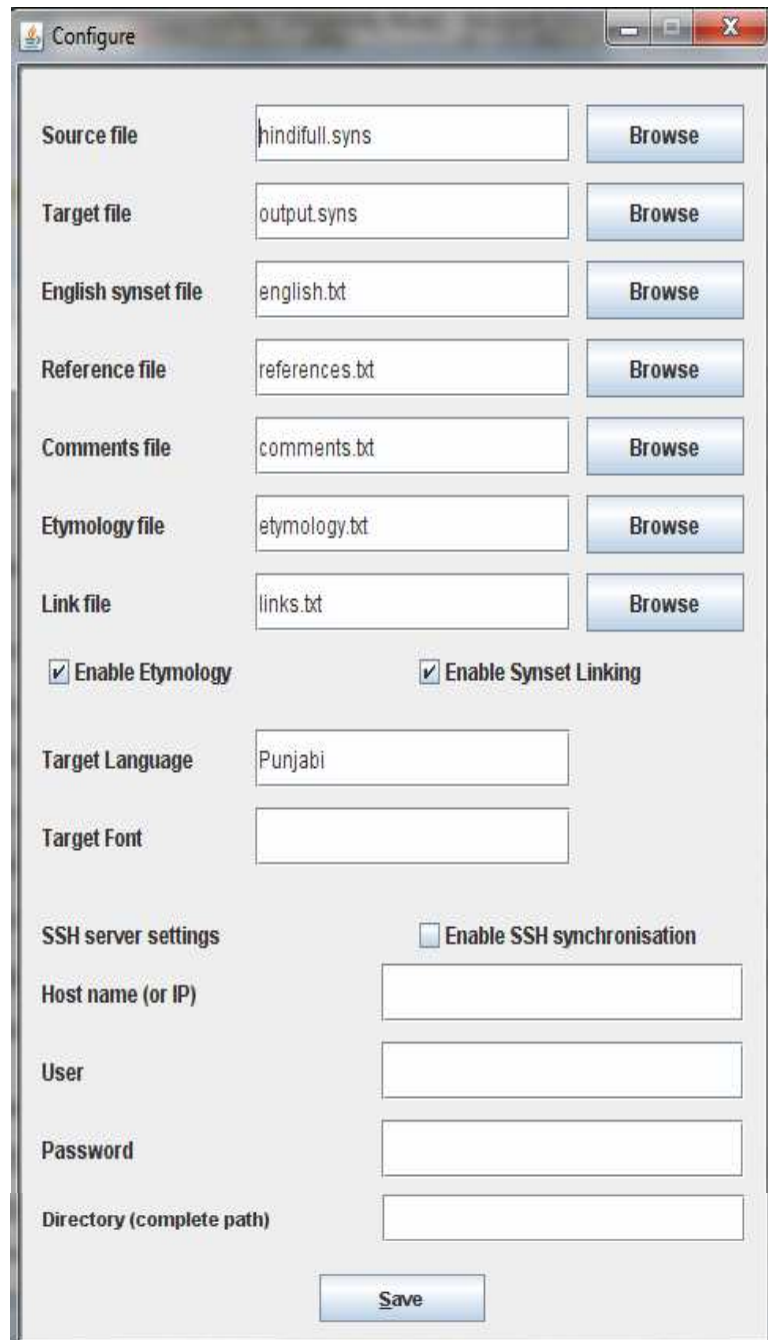 Configure
Source file hindifull.syns Browse
Target file output.syns Browse
English synset file english.txt Browse
Reference file references.txt Browse
Comments file comments.txt Browse
Etymology file etymology.txt Browse
Link file links.txt Browse
Enable Etymology Enable Synset Linking
Target Language Punjabi
Target Font
SSH server settings Enable SSH synchronisation
Host name (or IP)
User
Password
Directory (complete path)
Save